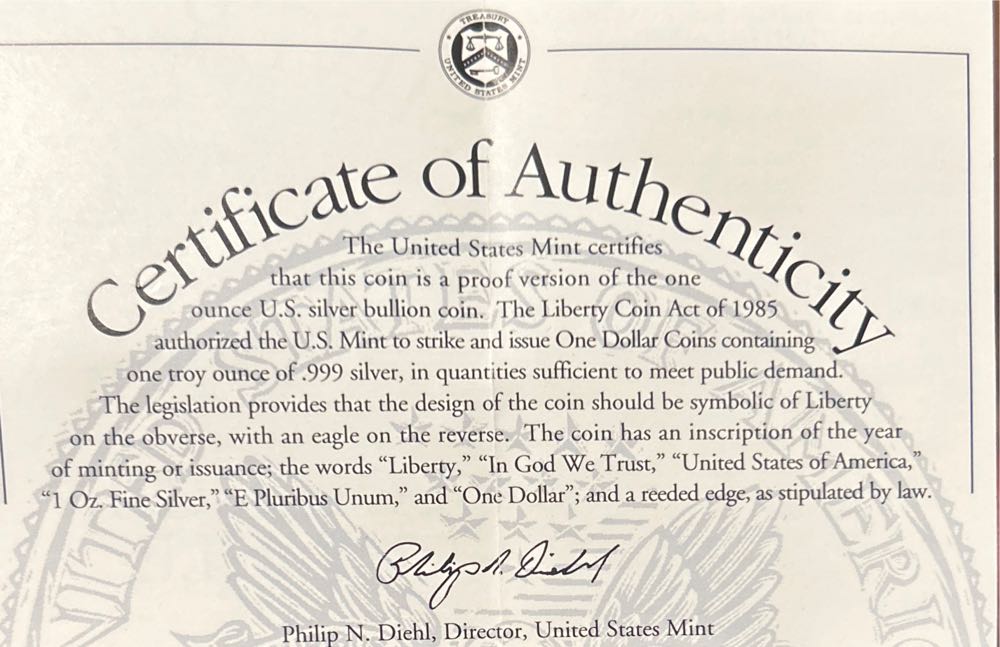 TREASURY
UNITED STATES MINT
Certificate of Authenticity
The United States Mint certifies
that this coin is a proof version of the one
ounce U.S. silver bullion coin. The Liberty Coin Act of 1985
authorized the U.S. Mint to strike and issue One Dollar Coins containing
one troy ounce of .999 silver, in quantities sufficient to meet public demand.
The legislation provides that the design of the coin should be symbolic of Liberty
on the obverse, with an eagle on the reverse. The coin has an inscription of the year
of minting or issuance; the words “Liberty,” “In God We Trust,” “United States of America,”
“1 Oz. Fine Silver,” “E Pluribus Unum,” and “One Dollar”; and a reeded edge, as stipulated by law.
Philip N. Diehl
Philip N. Diehl, Director, United States Mint
UNITED STATES OF AMERIC